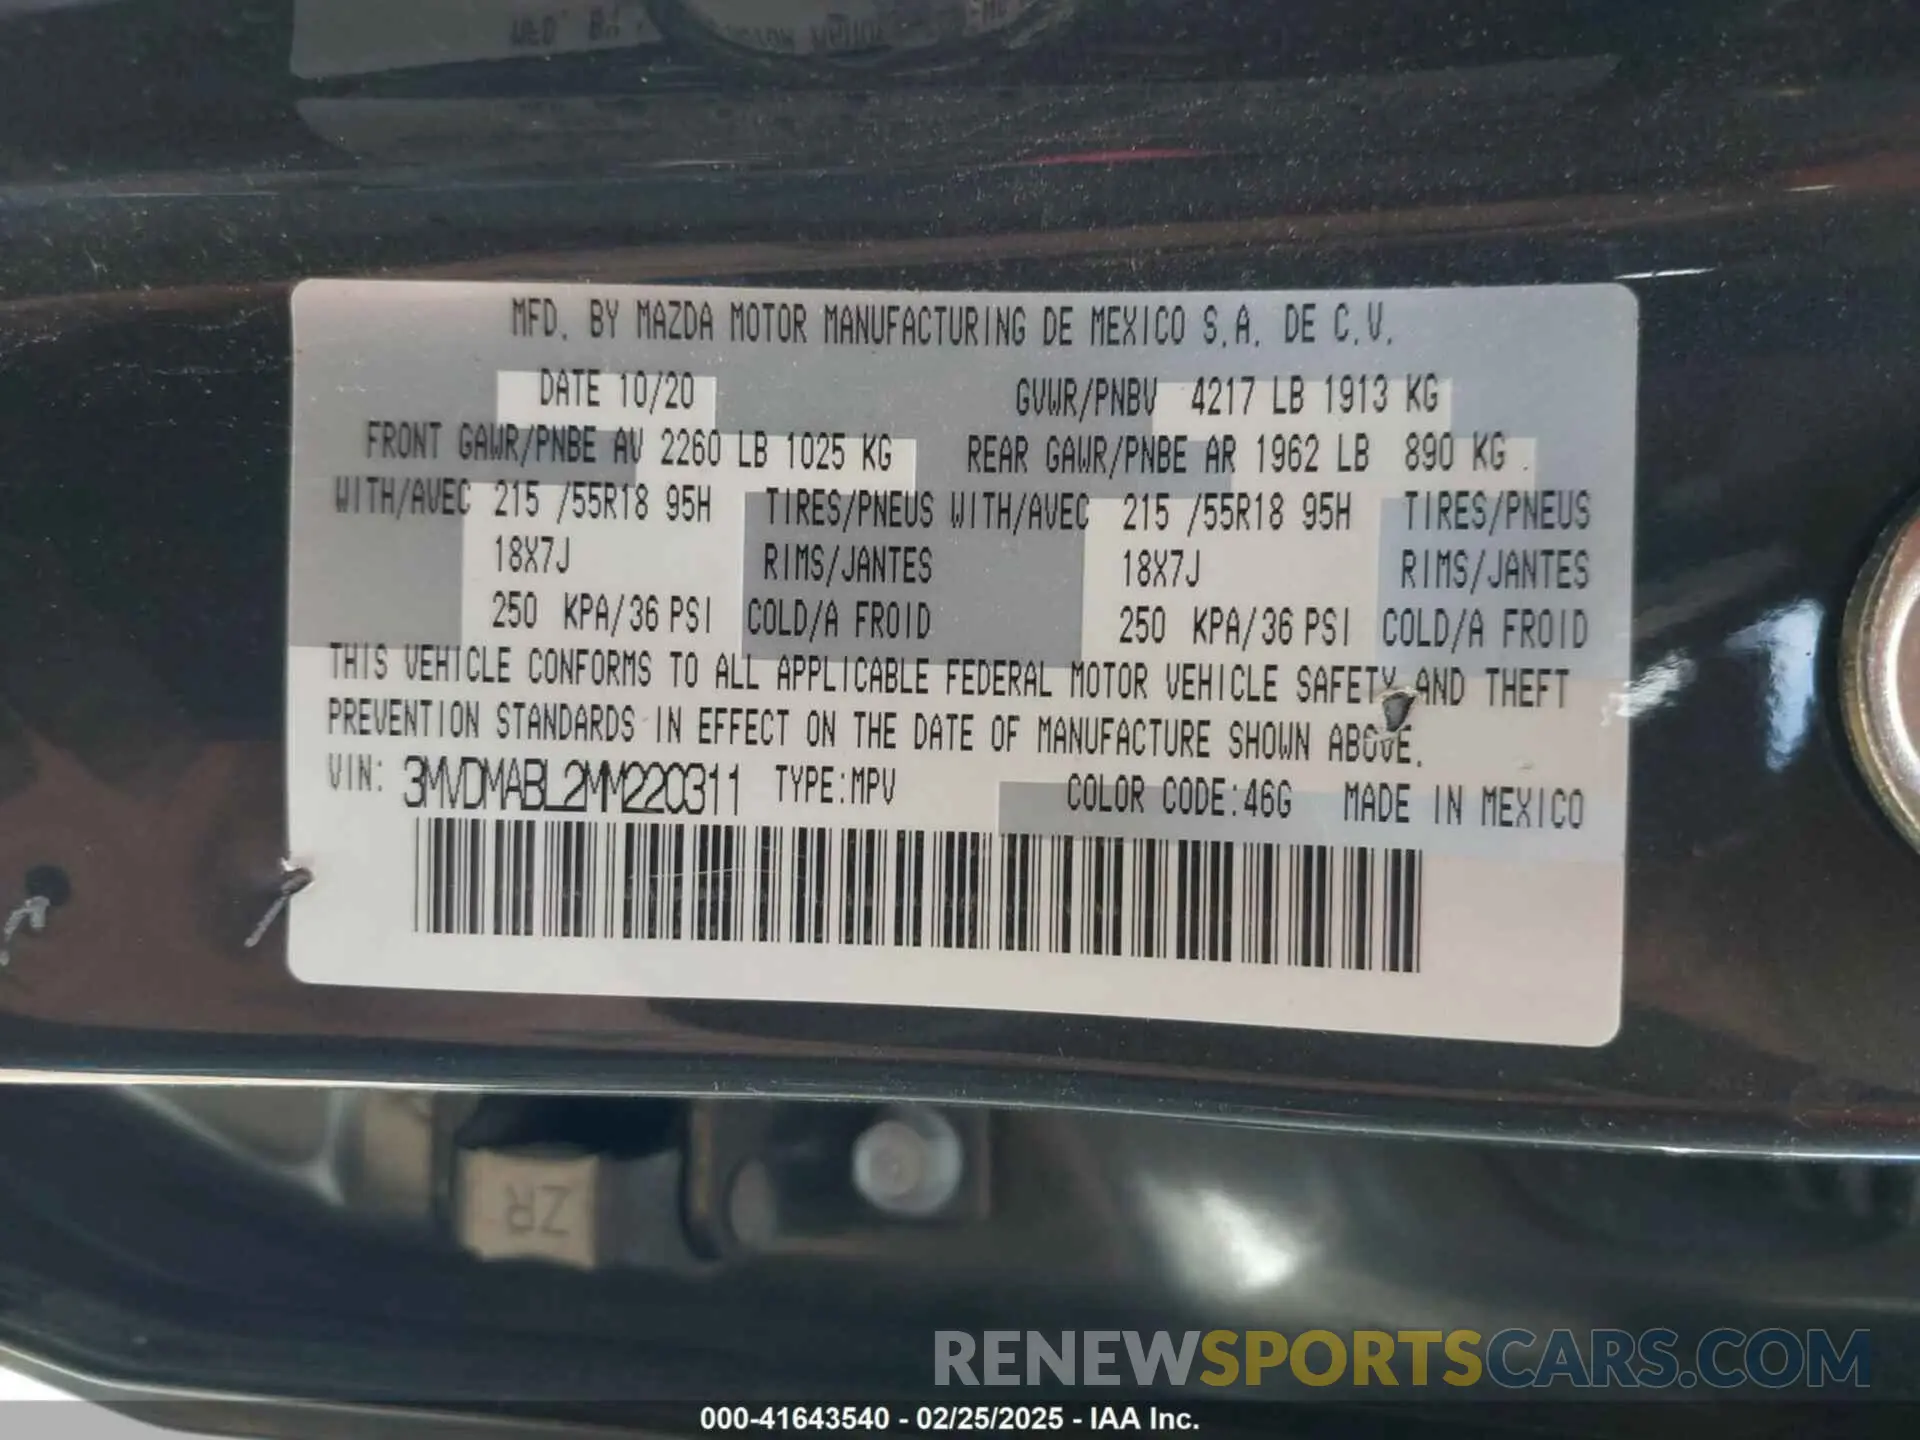 MFD. BY MAZDA MOTOR MANUFACTURING DE MEXICO S.A. DE C.V.
DATE 10/20 GVWR/PNBV 4217 LB 1913 KG
FRONT GAWR/PNBE AV 2260 LB 1025 KG REAR GAWR/PNBE AR 1962 LB 890 KG .
WITH/AVEC 215 /55R18 95H TIRES/PNEUS WITH/AVEC 215 /55R18 95H TIRES/PNEUS
18X7J RIMS/JANTES 18X7J RIMS/JANTES
250 KPA/36 PSI COLD/A FROID 250 KPA/36 PSI COLD/A FROID
THIS VEHICLE CONFORMS TO ALL APPLICABLE FEDERAL MOTOR VEHICLE SAFETY AND THEFT
PREVENTION STANDARDS IN EFFECT ON THE DATE OF MANUFACTURE SHOWN ABOVE.
VIN: 3MVDMABL2MM220311 TYPE:MPV COLOR CODE:46G MADE IN MEXICO
ZR
RENEWSPORTSCARS.COM
000-41643540 - 02/25/2025 - IAA Inc.